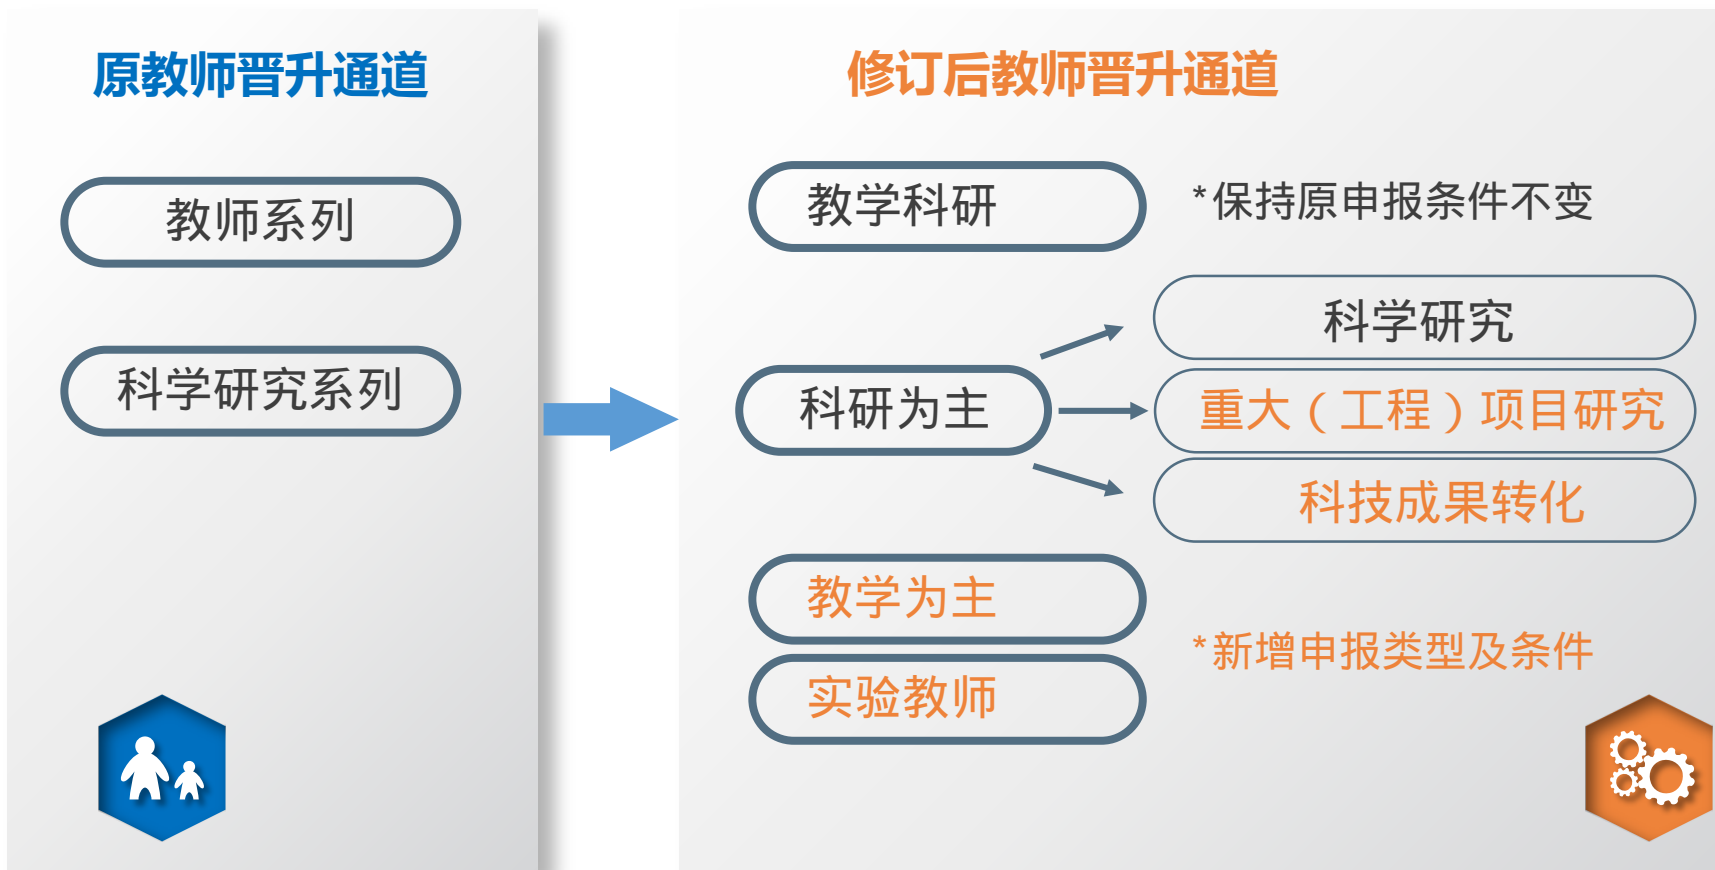 原教师晋升通道
教师系列
科学研究系列
修订后教师晋升通道
教学科研
*保持原申报条件不变
科研为主
科学研究
重大（工程）项目研究
科技成果转化
教学为主
实验教师
*新增申报类型及条件